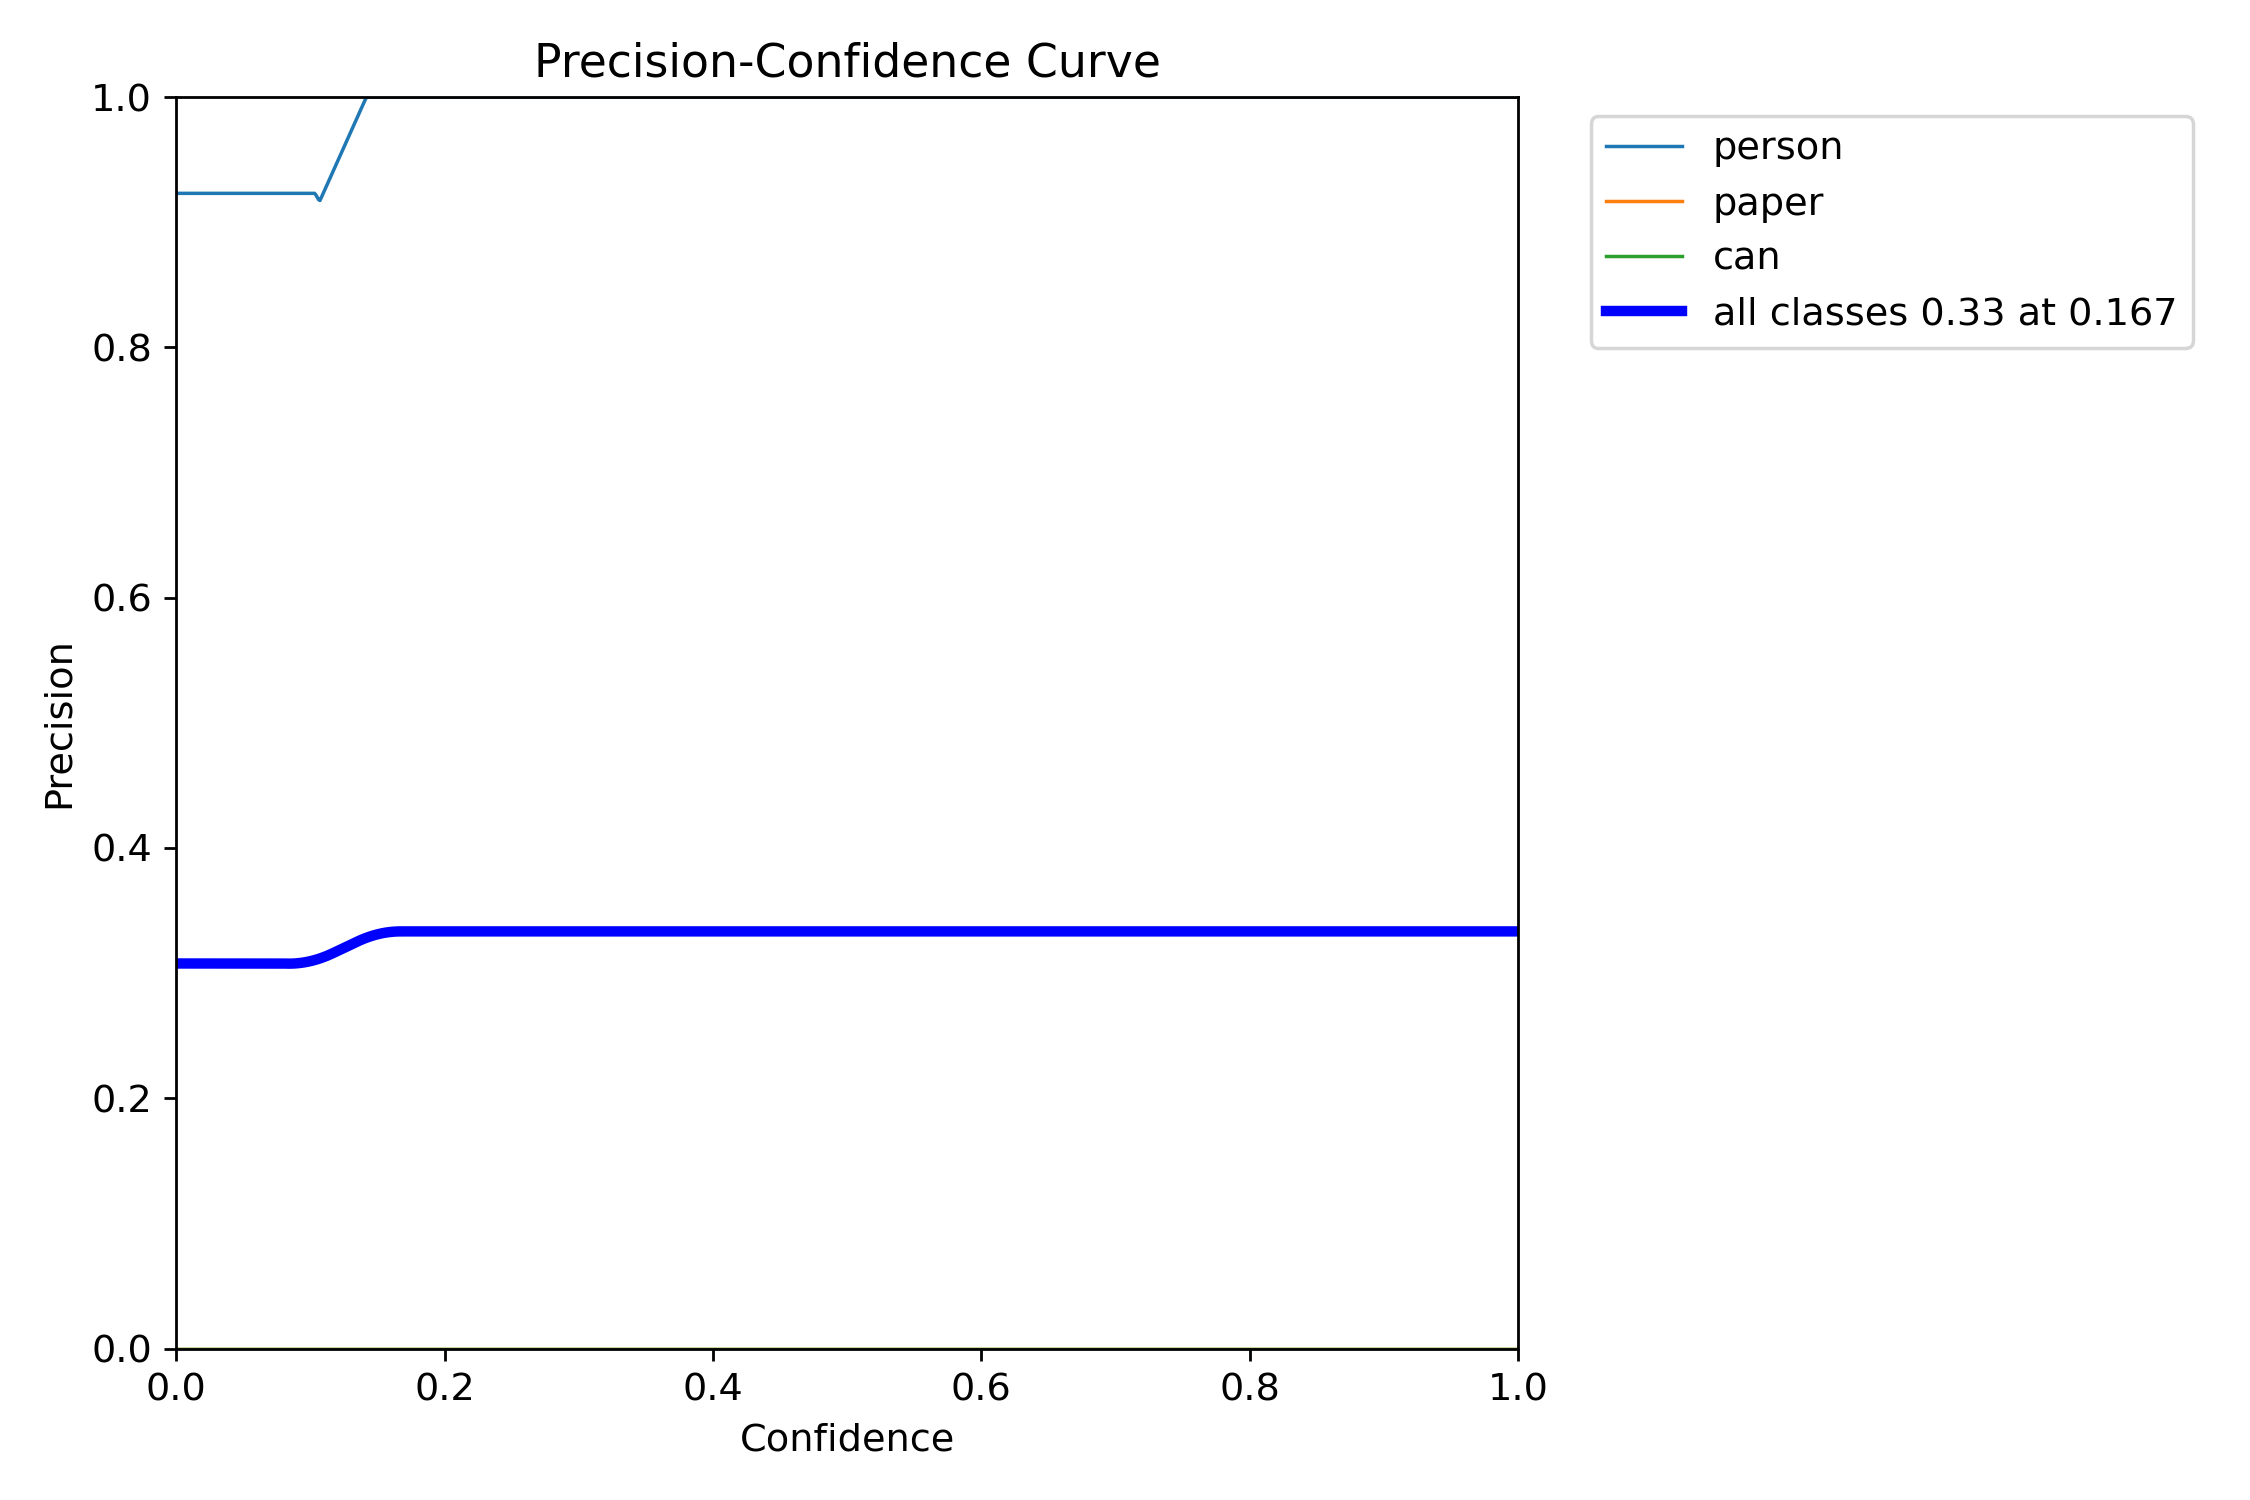 Precision-Confidence Curve
1.0
0.8
0.6
0.4
0.2
0.0
Precision
0.0 0.2 0.4 0.6 0.8 1.0
Confidence
person
paper
can
all classes 0.33 at 0.167